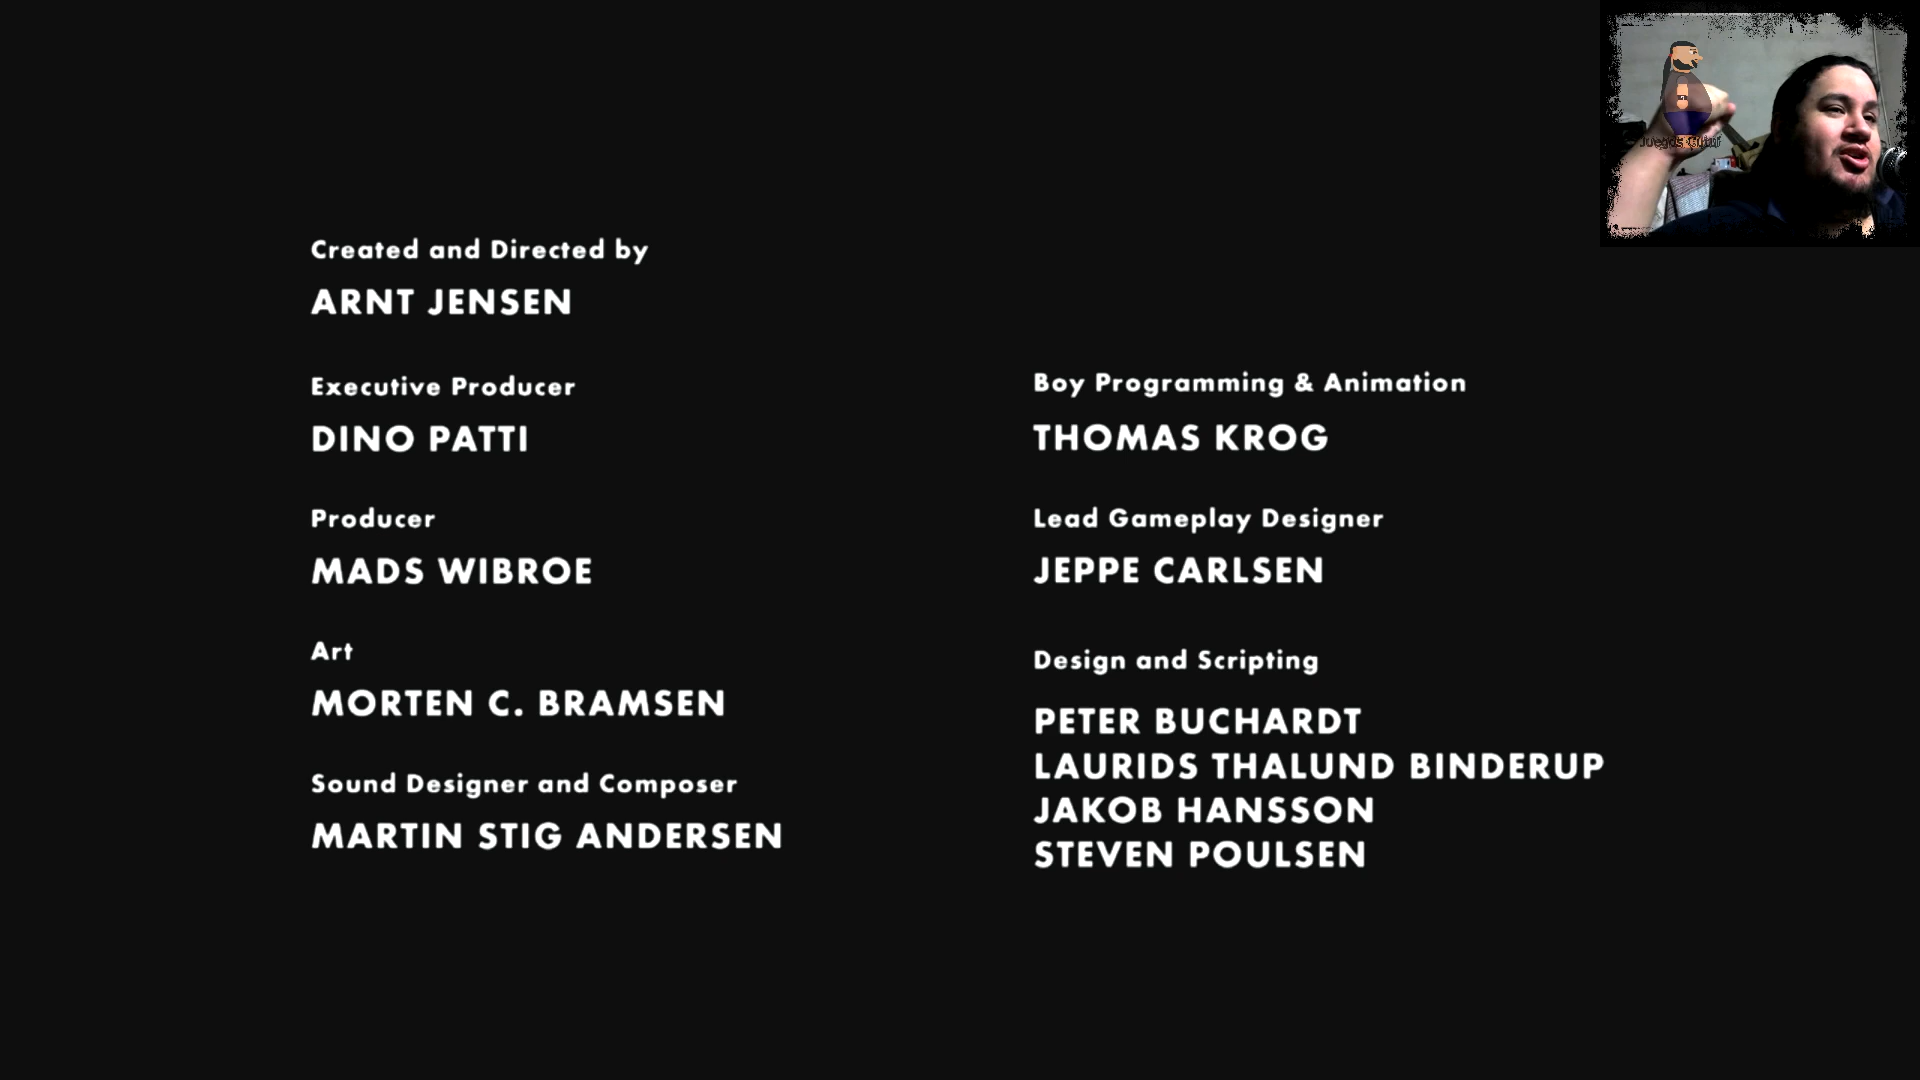 Created and Directed by
ARNT JENSEN
Executive Producer
DINO PATTI
Producer
MADS WIBROE
Art
MORTEN C. BRAMSEN
Sound Designer and Composer
MARTIN STIG ANDERSEN
Boy Programming & Animation
THOMAS KROG
Lead Gameplay Designer
JEPPE CARLSEN
Design and Scripting
PETER BUCHARDT
LAURIDS THALUND BINDERUP
JAKOB HANSSON
STEVEN POULSEN
Juegos